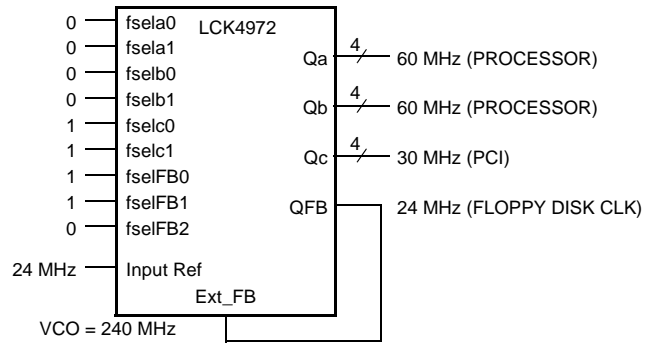 0 fsela0 LCK4972
0 fsela1 Qa 4 60 MHz (PROCESSOR)
0 fselb0
0 fselb1 Qb 4 60 MHz (PROCESSOR)
1 fselc0
1 fselc1 Qc 4 30 MHz (PCI)
1 fselFB0
1 fselFB1 QFB 24 MHz (FLOPPY DISK CLK)
0 fselFB2
24 MHz Input Ref
Ext_FB
VCO = 240 MHz